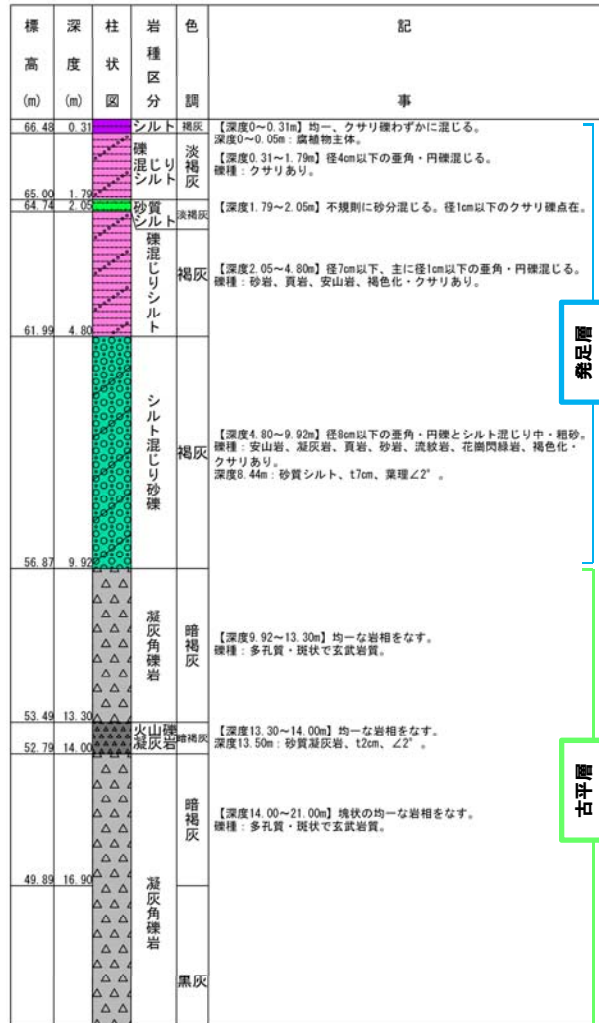 標高(m)
深度(m)
柱状図
岩種区分
色調
記事
66.48 0.31 シルト 褐灰 【深度0～0.31m】均一、クサリ礫わずかに混じる。
深度0～0.05m：腐植物主体。
礫混じりシルト 淡褐灰 【深度0.31～1.79m】径4cm以下の亜角・円礫混じる。
礫種：クサリあり。
65.00 1.79
64.74 2.05 砂質シルト 淡褐灰 【深度1.79～2.05m】不規則に砂分混じる。径1cm以下のクサリ礫点在。
礫混じりシルト 褐灰 【深度2.05～4.80m】径7cm以下、主に径1cm以下の亜角・円礫混じる。
礫種：砂岩、頁岩、安山岩、褐色化・クサリあり。
61.99 4.80
発足層
シルト混じり砂礫 褐灰 【深度4.80～9.92m】径8cm以下の亜角・円礫とシルト混じり中・粗砂。
礫種：安山岩、凝灰岩、頁岩、砂岩、流紋岩、花崗閃緑岩、褐色化・
クサリあり。
深度8.44m：砂質シルト、t7cm、葉理∠2°。
56.87 9.92
凝灰角礫岩 暗褐灰 【深度9.92～13.30m】均一な岩相をなす。
礫種：多孔質・斑状で玄武岩質。
53.49 13.30
火山礫凝灰岩 暗褐灰 【深度13.30～14.00m】均一な岩相をなす。
深度13.50m：砂質凝灰岩、t2cm、∠2°。
52.79 14.00
古平層
暗褐灰 【深度14.00～21.00m】塊状の均一な岩相をなす。
礫種：多孔質・斑状で玄武岩質。
49.89 16.90
凝灰角礫岩
黒灰